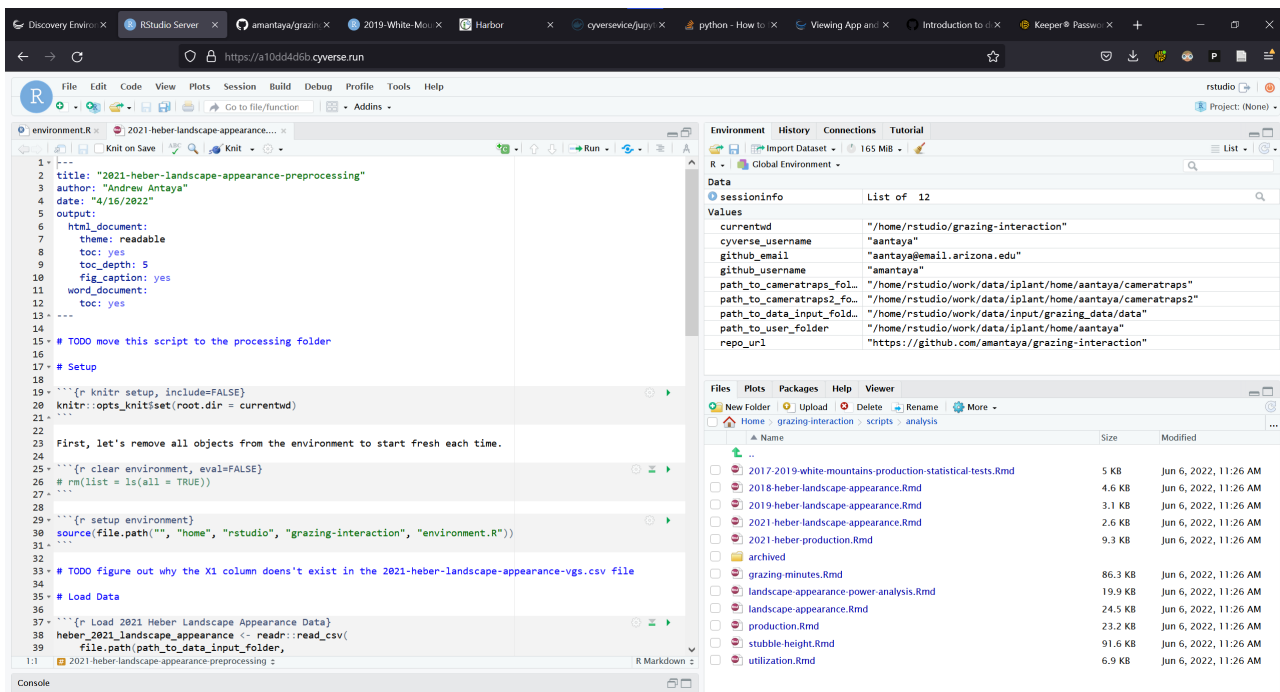 Discovery Enviro
RStudio Server
amantaya/grazing
2019-White-Mou
Harbor
cyversevice/jupyt
python - How to
Viewing App and
Introduction to d
Keeper® Passwo
https://a10dd4d6b.cyverse.run
File Edit Code View Plots Session Build Debug Profile Tools Help
rstudio
Go to file/function
Addins
Project: (None)
environment.R
2021-heber-landscape-appearance....
Knit on Save
ABC
Knit
Run
1 ---
2 title: "2021-heber-landscape-appearance-preprocessing"
3 author: "Andrew Antaya"
4 date: "4/16/2022"
5 output:
6 html_document:
7 theme: readable
8 toc: yes
9 toc_depth: 5
10 fig_caption: yes
11 word_document:
12 toc: yes
13 ---
14
15 # TODO move this script to the processing folder
16
17 # Setup
18
19 ```{r knitr setup, include=FALSE}
20 knitr::opts_knit$set(root.dir = currentwd)
21 ```
22
23 First, let's remove all objects from the environment to start fresh each time.
24
25 ```{r clear environment, eval=FALSE}
26 # rm(list = ls(all = TRUE))
27 ```
28
29 ```{r setup environment}
30 source(file.path("", "home", "rstudio", "grazing-interaction", "environment.R"))
31 ```
32
33 # TODO figure out why the X1 column doens't exist in the 2021-heber-landscape-appearance-vgs.csv file
34
35 # Load Data
36
37 ```{r Load 2021 Heber Landscape Appearance Data}
38 heber_2021_landscape_appearance <- readr::read_csv(
39 file.path(path_to_data_input_folder,
1:1 2021-heber-landscape-appearance-preprocessing R Markdown
Console
Environment History Connections Tutorial
Import Dataset 165 MiB List
R Global Environment
Data
sessioninfo List of 12
Values
currentwd "/home/rstudio/grazing-interaction"
cyverse_username "aantaya"
github_email "aantaya@email.arizona.edu"
github_username "amantaya"
path_to_cameratraps_fol… "/home/rstudio/work/data/iplant/home/aantaya/cameratraps"
path_to_cameratraps2_fo… "/home/rstudio/work/data/iplant/home/aantaya/cameratraps2"
path_to_data_input_fold… "/home/rstudio/work/data/input/grazing_data/data"
path_to_user_folder "/home/rstudio/work/data/iplant/home/aantaya"
repo_url "https://github.com/amantaya/grazing-interaction"
Files Plots Packages Help Viewer
New Folder Upload Delete Rename More
Home grazing-interaction scripts analysis
Name Size Modified
..
2017-2019-white-mountains-production-statistical-tests.Rmd 5 KB Jun 6, 2022, 11:26 AM
2018-heber-landscape-appearance.Rmd 4.6 KB Jun 6, 2022, 11:26 AM
2019-heber-landscape-appearance.Rmd 3.1 KB Jun 6, 2022, 11:26 AM
2021-heber-landscape-appearance.Rmd 2.6 KB Jun 6, 2022, 11:26 AM
2021-heber-production.Rmd 9.3 KB Jun 6, 2022, 11:26 AM
archived
grazing-minutes.Rmd 86.3 KB Jun 6, 2022, 11:26 AM
landscape-appearance-power-analysis.Rmd 19.9 KB Jun 6, 2022, 11:26 AM
landscape-appearance.Rmd 24.5 KB Jun 6, 2022, 11:26 AM
production.Rmd 23.2 KB Jun 6, 2022, 11:26 AM
stubble-height.Rmd 91.6 KB Jun 6, 2022, 11:26 AM
utilization.Rmd 6.9 KB Jun 6, 2022, 11:26 AM